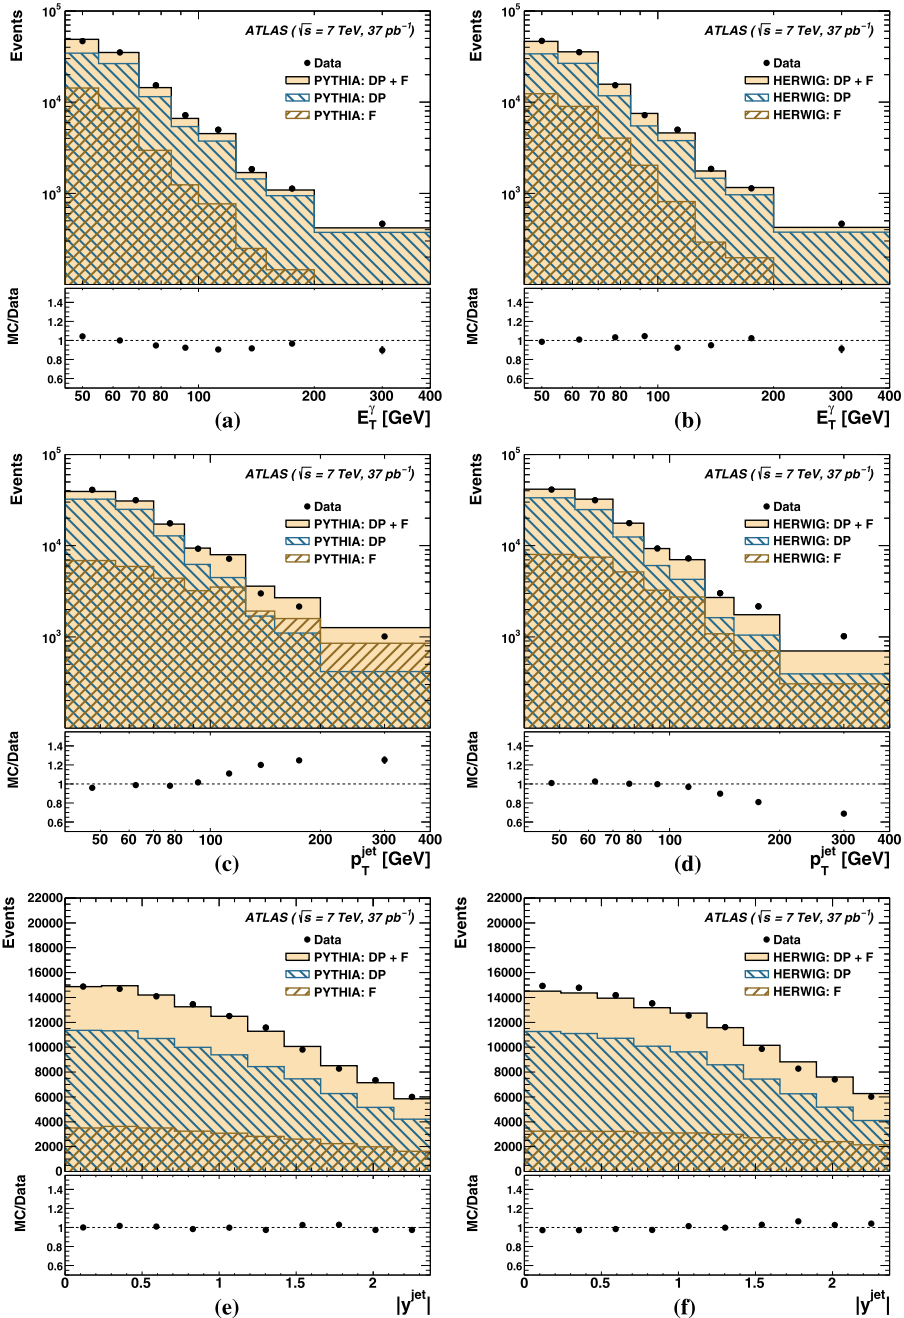 Events
10^5
10^4
10^3
ATLAS (√s = 7 TeV, 37 pb⁻¹)
Data
PYTHIA: DP + F
PYTHIA: DP
PYTHIA: F
MC/Data
1.4
1.2
1
0.8
0.6
50 60 70 80 100 200 300 400
E_T^γ [GeV]
(a)
Events
10^5
10^4
10^3
ATLAS (√s = 7 TeV, 37 pb⁻¹)
Data
HERWIG: DP + F
HERWIG: DP
HERWIG: F
MC/Data
1.4
1.2
1
0.8
0.6
50 60 70 80 100 200 300 400
E_T^γ [GeV]
(b)
Events
10^5
10^4
10^3
ATLAS (√s = 7 TeV, 37 pb⁻¹)
Data
PYTHIA: DP + F
PYTHIA: DP
PYTHIA: F
MC/Data
1.4
1.2
1
0.8
0.6
50 60 70 80 100 200 300 400
p_T^jet [GeV]
(c)
Events
10^5
10^4
10^3
ATLAS (√s = 7 TeV, 37 pb⁻¹)
Data
HERWIG: DP + F
HERWIG: DP
HERWIG: F
MC/Data
1.4
1.2
1
0.8
0.6
50 60 70 80 100 200 300 400
p_T^jet [GeV]
(d)
Events
22000
20000
18000
16000
14000
12000
10000
8000
6000
4000
2000
0
ATLAS (√s = 7 TeV, 37 pb⁻¹)
Data
PYTHIA: DP + F
PYTHIA: DP
PYTHIA: F
MC/Data
1.4
1.2
1
0.8
0.6
0 0.5 1 1.5 2
|y^jet|
(e)
Events
22000
20000
18000
16000
14000
12000
10000
8000
6000
4000
2000
0
ATLAS (√s = 7 TeV, 37 pb⁻¹)
Data
HERWIG: DP + F
HERWIG: DP
HERWIG: F
MC/Data
1.4
1.2
1
0.8
0.6
0 0.5 1 1.5 2
|y^jet|
(f)